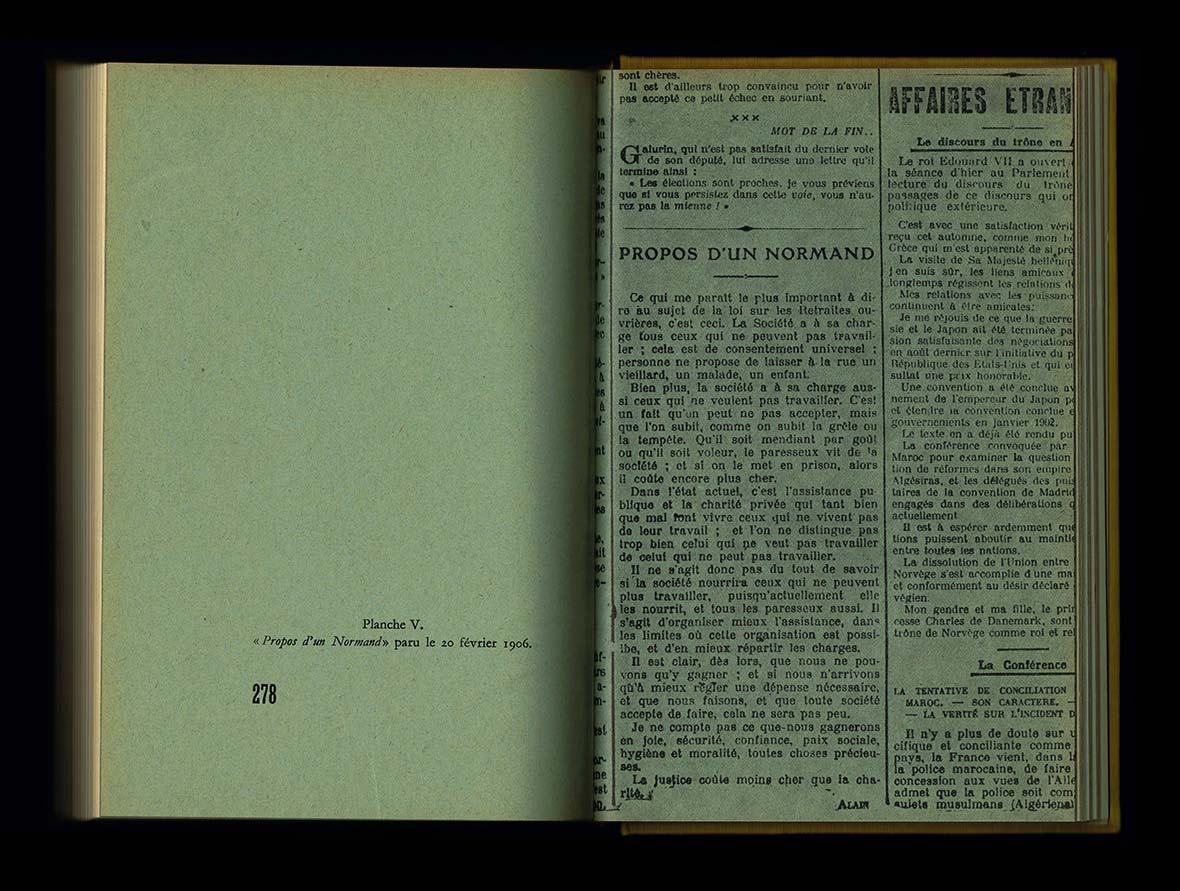 Planche V.
« Propos d'un Normand » paru le 20 février 1906.
278
sont chères.
Il est d'ailleurs trop convaincu pour n'avoir
pas accepté ce petit échec en souriant.
×××
MOT DE LA FIN..
Galurin, qui n'est pas satisfait du dernier vote
de son député, lui adresse une lettre qu'il
termine ainsi :
« Les élections sont proches, je vous préviens
que si vous persistez dans cette voie, vous n'au-
rez pas la mienne ! »
PROPOS D'UN NORMAND
Ce qui me paraît le plus important à di-
re au sujet de la loi sur les Retraites ou-
vrières, c'est ceci. La Société a à sa char-
ge tous ceux qui ne peuvent pas travail-
ler ; cela est de consentement universel ;
personne ne propose de laisser à la rue un
vieillard, un malade, un enfant.
Bien plus, la société a à sa charge aus-
si ceux qui ne veulent pas travailler. C'est
un fait qu'on peut ne pas accepter, mais
que l'on subit, comme on subit la grêle ou
la tempête. Qu'il soit mendiant par goût
ou qu'il soit voleur, le paresseux vit de la
société ; et si on le met en prison, alors
il coûte encore plus cher.
Dans l'état actuel, c'est l'assistance pu-
blique et la charité privée qui tant bien
que mal font vivre ceux qui ne vivent pas
de leur travail ; et l'on ne distingue pas
trop bien celui qui ne veut pas travailler
de celui qui ne peut pas travailler.
Il ne s'agit donc pas du tout de savoir
si la société nourrira ceux qui ne peuvent
plus travailler, puisqu'actuellement elle
les nourrit, et tous les paresseux aussi. Il
s'agit d'organiser mieux l'assistance, dans
les limites où cette organisation est possi-
ble, et d'en mieux répartir les charges.
Il est clair, dès lors, que nous ne pou-
vons qu'y gagner ; et si nous n'arrivons
qu'à mieux régler une dépense nécessaire,
et que nous faisons, et que toute société
accepte de faire, cela ne sera pas peu.
Je ne compte pas ce que nous gagnerons
en joie, sécurité, confiance, paix sociale,
hygiène et moralité, toutes choses précieu-
ses.
La justice coûte moins cher que la cha-
rité.
ALAIN
AFFAIRES ETRAN
Le discours du trône en
Le roi Edouard VII a ouvert
la séance d'hier au Parlement
lecture du discours du trône
passages de ce discours qui or
politique extérieure.
C'est avec une satisfaction vérit
reçu cet automne, comme mon
Grèce qui m'est apparenté de si prè
La visite de Sa Majesté helléniq
j'en suis sûr, les liens amicaux
longtemps régissent les relations d
Mes relations avec les puissanc
continuent à être amicales:
Je me réjouis de ce que la guerre
sie et le Japon ait été terminée pa
sion satisfaisante des négociations
en août dernier sur l'initiative du p
République des Etats-Unis et qui
sultat une paix honorable.
Une convention a été conclue av
nement de l'empereur du Japon p
et étendre la convention conclue e
gouvernements en janvier 1902.
Le texte en a déjà été rendu pu
La conférence convoquée par
Maroc pour examiner la question
tion de réformes dans son empire
Algésiras, et les délégués des puis
taires de la convention de Madrid
engagés dans des délibérations q
actuellement
Il est à espérer ardemment que
tions puissent aboutir au maintie
entre toutes les nations.
La dissolution de l'Union entre
Norvège s'est accomplie d'une ma
et conformément au désir déclaré
végien.
Mon gendre et ma fille, le prin
cesse Charles de Danemark, sont
trône de Norvège comme roi et rei
La Conférence
LA TENTATIVE DE CONCILIATION
MAROC. — SON CARACTERE. —
— LA VERITÉ SUR L'INCIDENT D
Il n'y a plus de doute sur
cifique et conciliante comme
pays, la France vient, dans l
la police marocaine, de faire
concession aux vues de l'Alle
admet que la police soit com
sujets musulmans (Algériens